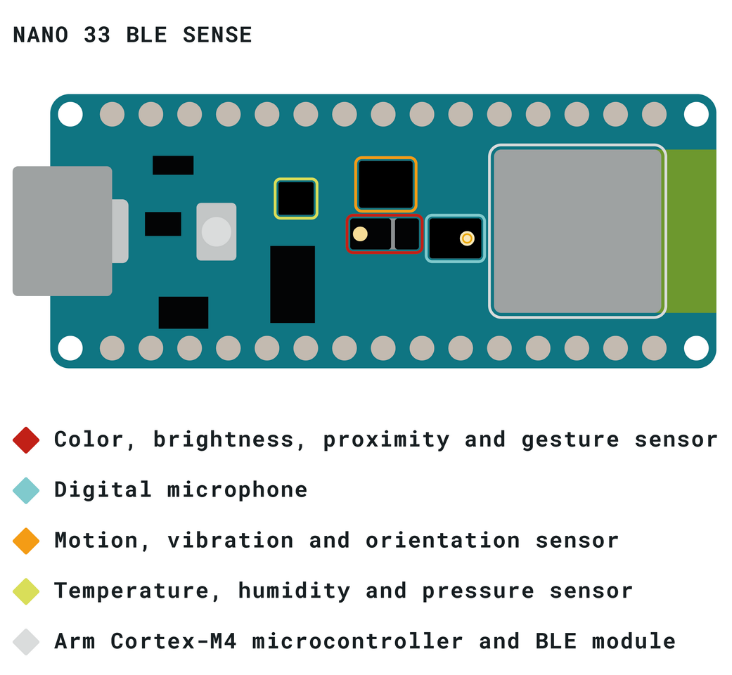 NANO 33 BLE SENSE
Color, brightness, proximity and gesture sensor
Digital microphone
Motion, vibration and orientation sensor
Temperature, humidity and pressure sensor
Arm Cortex-M4 microcontroller and BLE module